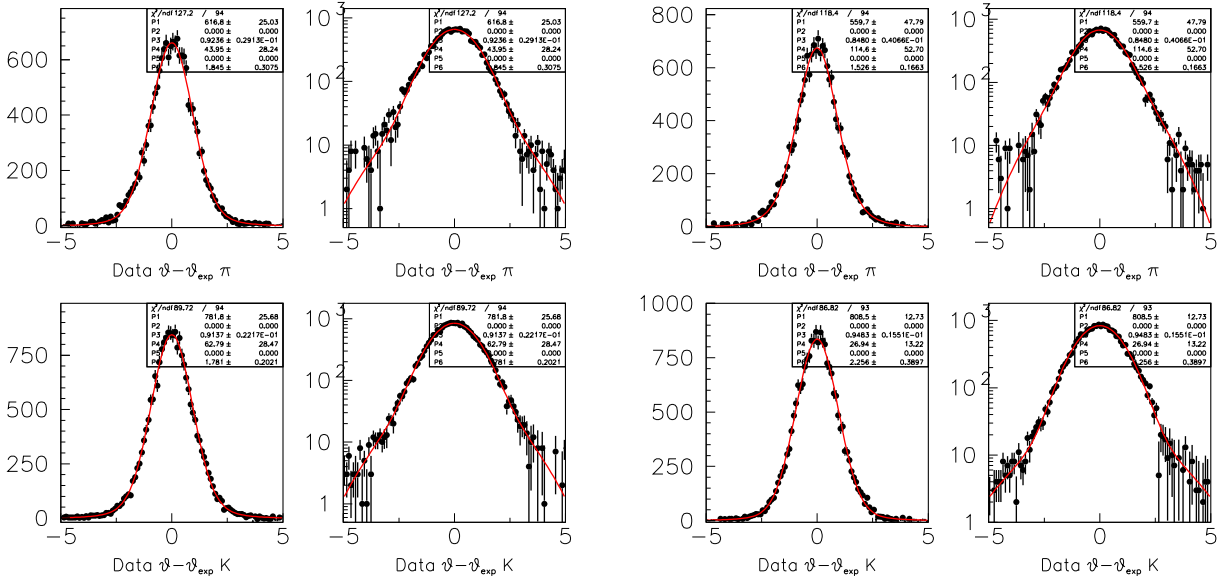 χ²/ndf 127.2 / 94
P1 616.8 ± 25.03
P2 0.000 ± 0.000
P3 0.9236 ± 0.2913E-01
P4 43.95 ± 28.24
P5 0.000 ± 0.000
P6 1.845 ± 0.3075
600
400
200
0
−5 0 5
Data ϑ−ϑexp π
χ²/ndf 127.2 / 94
P1 616.8 ± 25.03
P2 0.000 ± 0.000
P3 0.9236 ± 0.2913E-01
P4 43.95 ± 28.24
P5 0.000 ± 0.000
P6 1.845 ± 0.3075
10³
10²
10
1
−5 0 5
Data ϑ−ϑexp π
χ²/ndf 118.4 / 94
P1 559.7 ± 47.79
P2 0.000 ± 0.000
P3 0.8480 ± 0.4066E-01
P4 114.6 ± 52.70
P5 0.000 ± 0.000
P6 1.526 ± 0.1663
800
600
400
200
0
−5 0 5
Data ϑ−ϑexp π
χ²/ndf 118.4 / 94
P1 559.7 ± 47.79
P2 0.000 ± 0.000
P3 0.8480 ± 0.4066E-01
P4 114.6 ± 52.70
P5 0.000 ± 0.000
P6 1.526 ± 0.1663
10³
10²
10
1
−5 0 5
Data ϑ−ϑexp π
χ²/ndf 89.72 / 94
P1 781.8 ± 25.68
P2 0.000 ± 0.000
P3 0.9137 ± 0.2217E-01
P4 62.79 ± 28.47
P5 0.000 ± 0.000
P6 1.781 ± 0.2021
750
500
250
0
−5 0 5
Data ϑ−ϑexp K
χ²/ndf 89.72 / 94
P1 781.8 ± 25.68
P2 0.000 ± 0.000
P3 0.9137 ± 0.2217E-01
P4 62.79 ± 28.47
P5 0.000 ± 0.000
P6 1.781 ± 0.2021
10³
10²
10
1
−5 0 5
Data ϑ−ϑexp K
χ²/ndf 86.82 / 93
P1 808.5 ± 12.73
P2 0.000 ± 0.000
P3 0.9483 ± 0.1551E-01
P4 26.94 ± 13.22
P5 0.000 ± 0.000
P6 2.256 ± 0.3897
1000
800
600
400
200
0
−5 0 5
Data ϑ−ϑexp K
χ²/ndf 86.82 / 93
P1 808.5 ± 12.73
P2 0.000 ± 0.000
P3 0.9483 ± 0.1551E-01
P4 26.94 ± 13.22
P5 0.000 ± 0.000
P6 2.256 ± 0.3897
10³
10²
10
1
−5 0 5
Data ϑ−ϑexp K